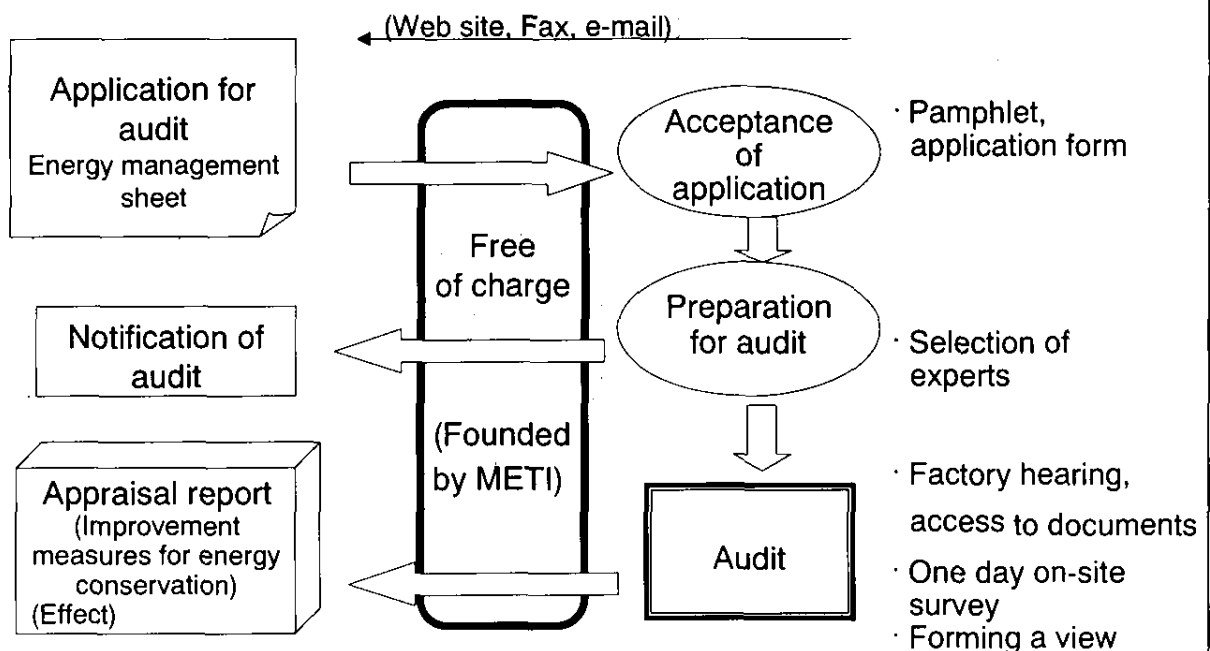 (Web site, Fax, e-mail)
Application for
audit
Energy management
sheet
Acceptance
of
application
· Pamphlet,
application form
Free
of charge
Notification of
audit
Preparation
for audit
· Selection of
experts
(Founded
by METI)
Appraisal report
(Improvement
measures for energy
conservation)
(Effect)
Audit
· Factory hearing,
access to documents
· One day on-site
survey
· Forming a view